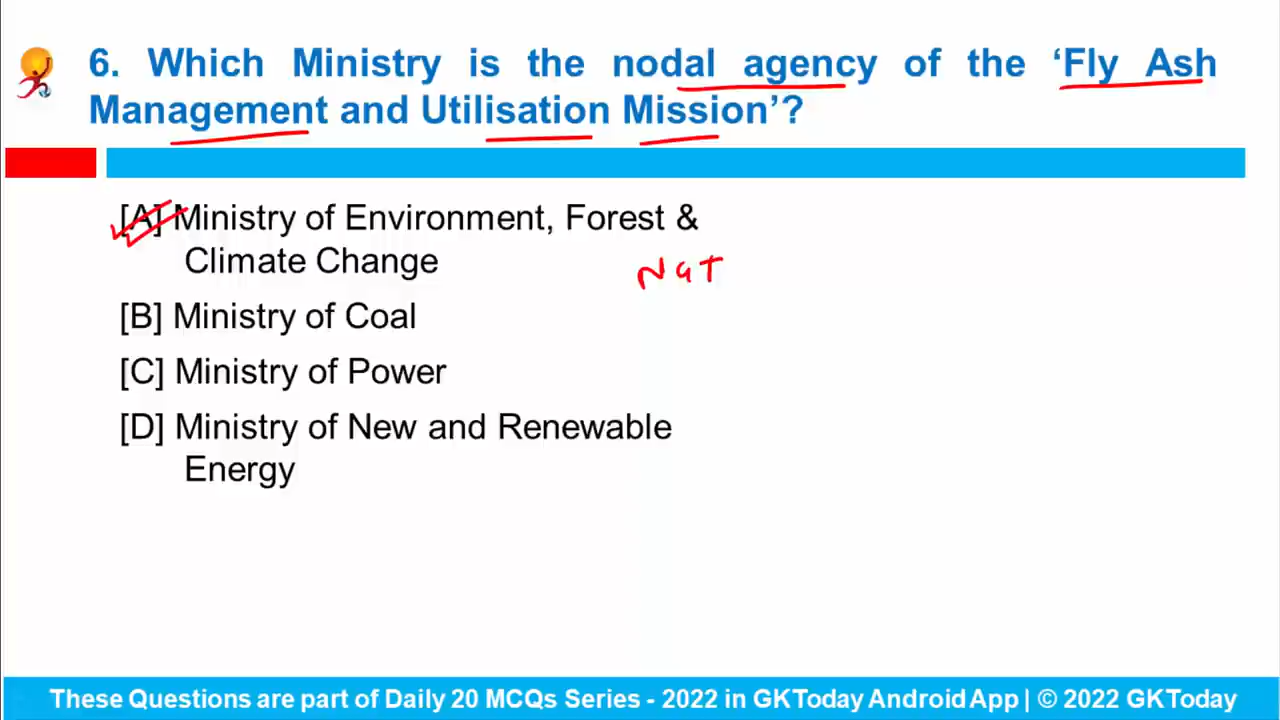 6. Which Ministry is the nodal agency of the ‘Fly Ash
Management and Utilisation Mission’?
[A] Ministry of Environment, Forest &
Climate Change
NGT
[B] Ministry of Coal
[C] Ministry of Power
[D] Ministry of New and Renewable
Energy
These Questions are part of Daily 20 MCQs Series - 2022 in GKToday Android App | © 2022 GKToday